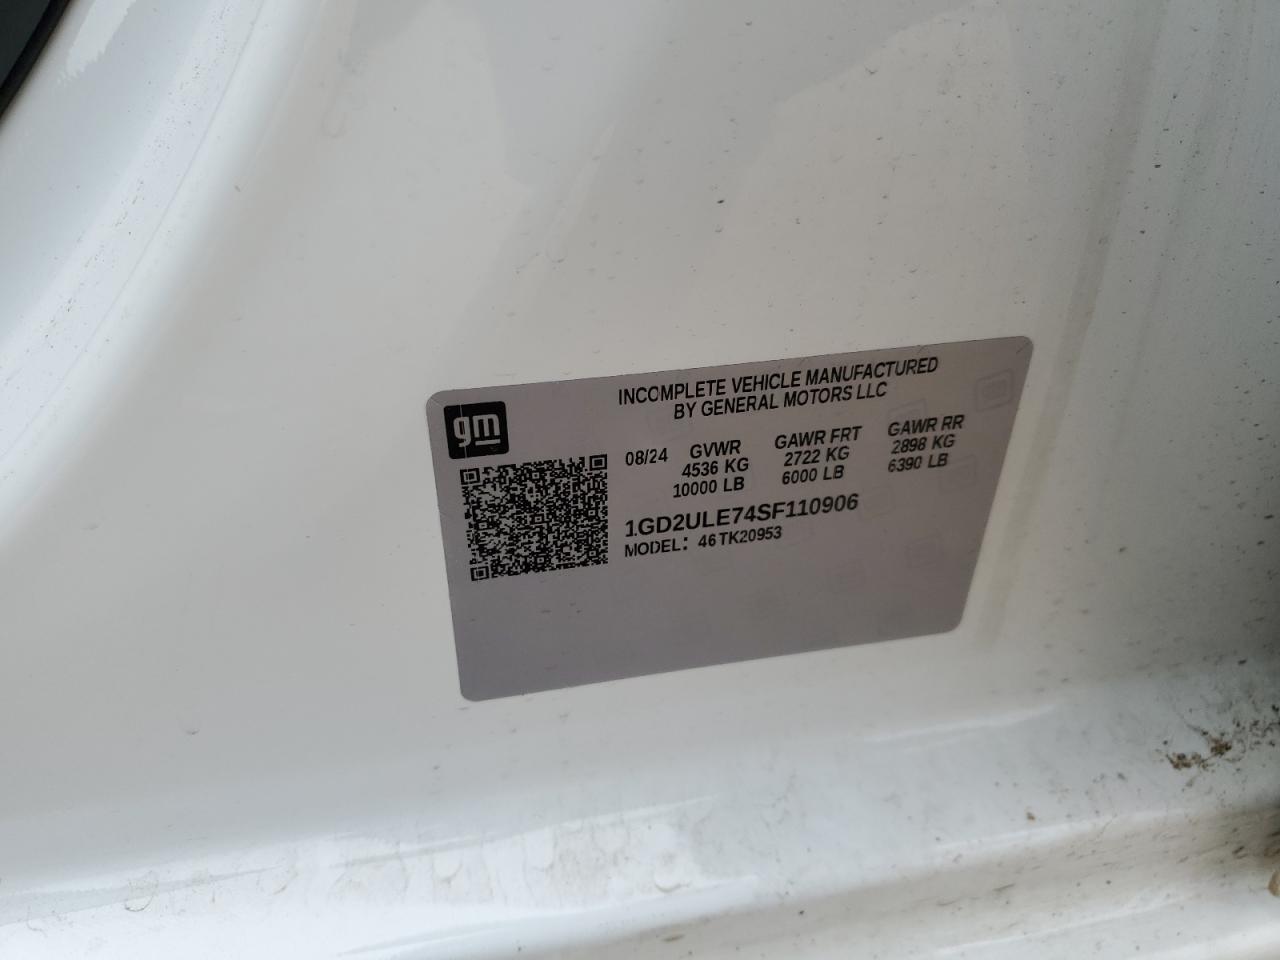 gm
INCOMPLETE VEHICLE MANUFACTURED
BY GENERAL MOTORS LLC
08/24 GVWR GAWR FRT GAWR RR
4536 KG 2722 KG 2898 KG
10000 LB 6000 LB 6390 LB
1GD2ULE74SF110906
MODEL: 46TK20953